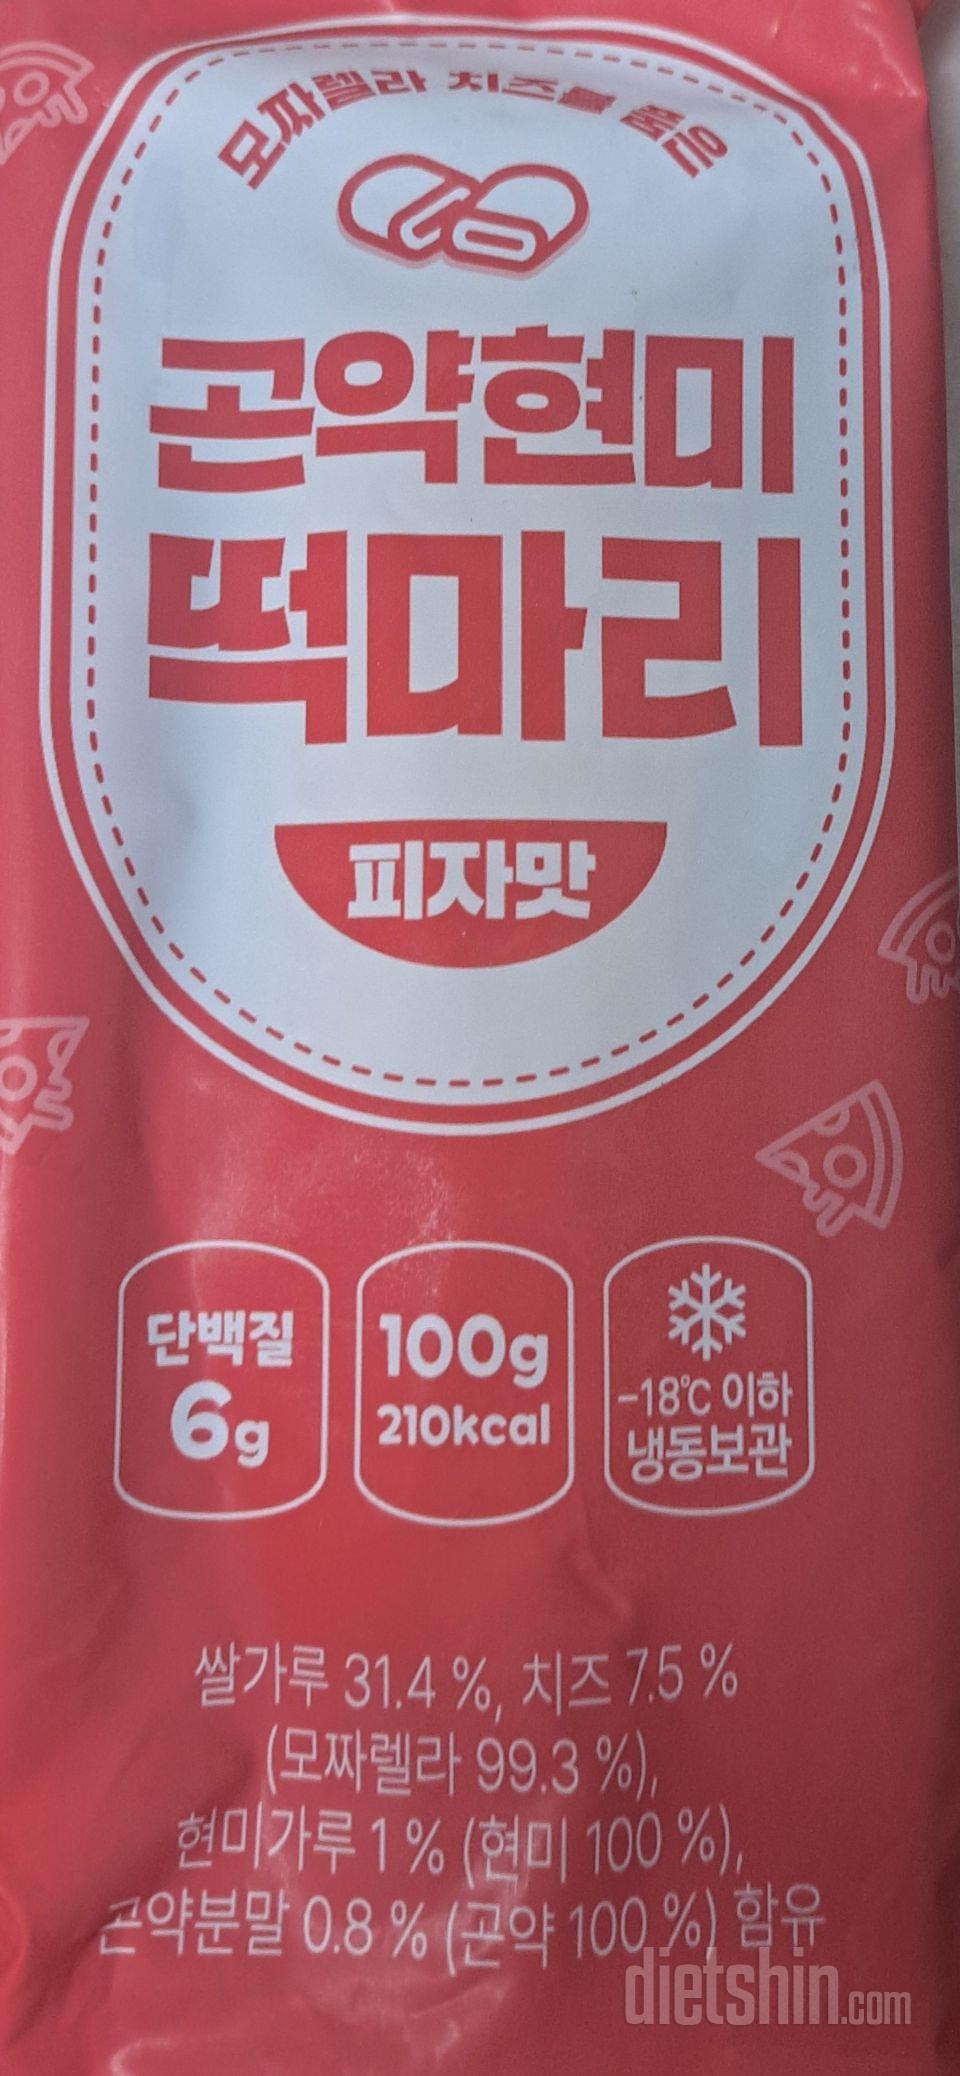 모짜렐라 치즈를 품은
곤약현미
떡마리
피자맛
단백질
6g
100g
210kcal
-18℃ 이하
냉동보관
쌀가루 31.4 %, 치즈 7.5 %
(모짜렐라 99.3 %),
현미가루 1 % (현미 100 %),
곤약분말 0.8 % (곤약 100 %) 함유
dietshin.com